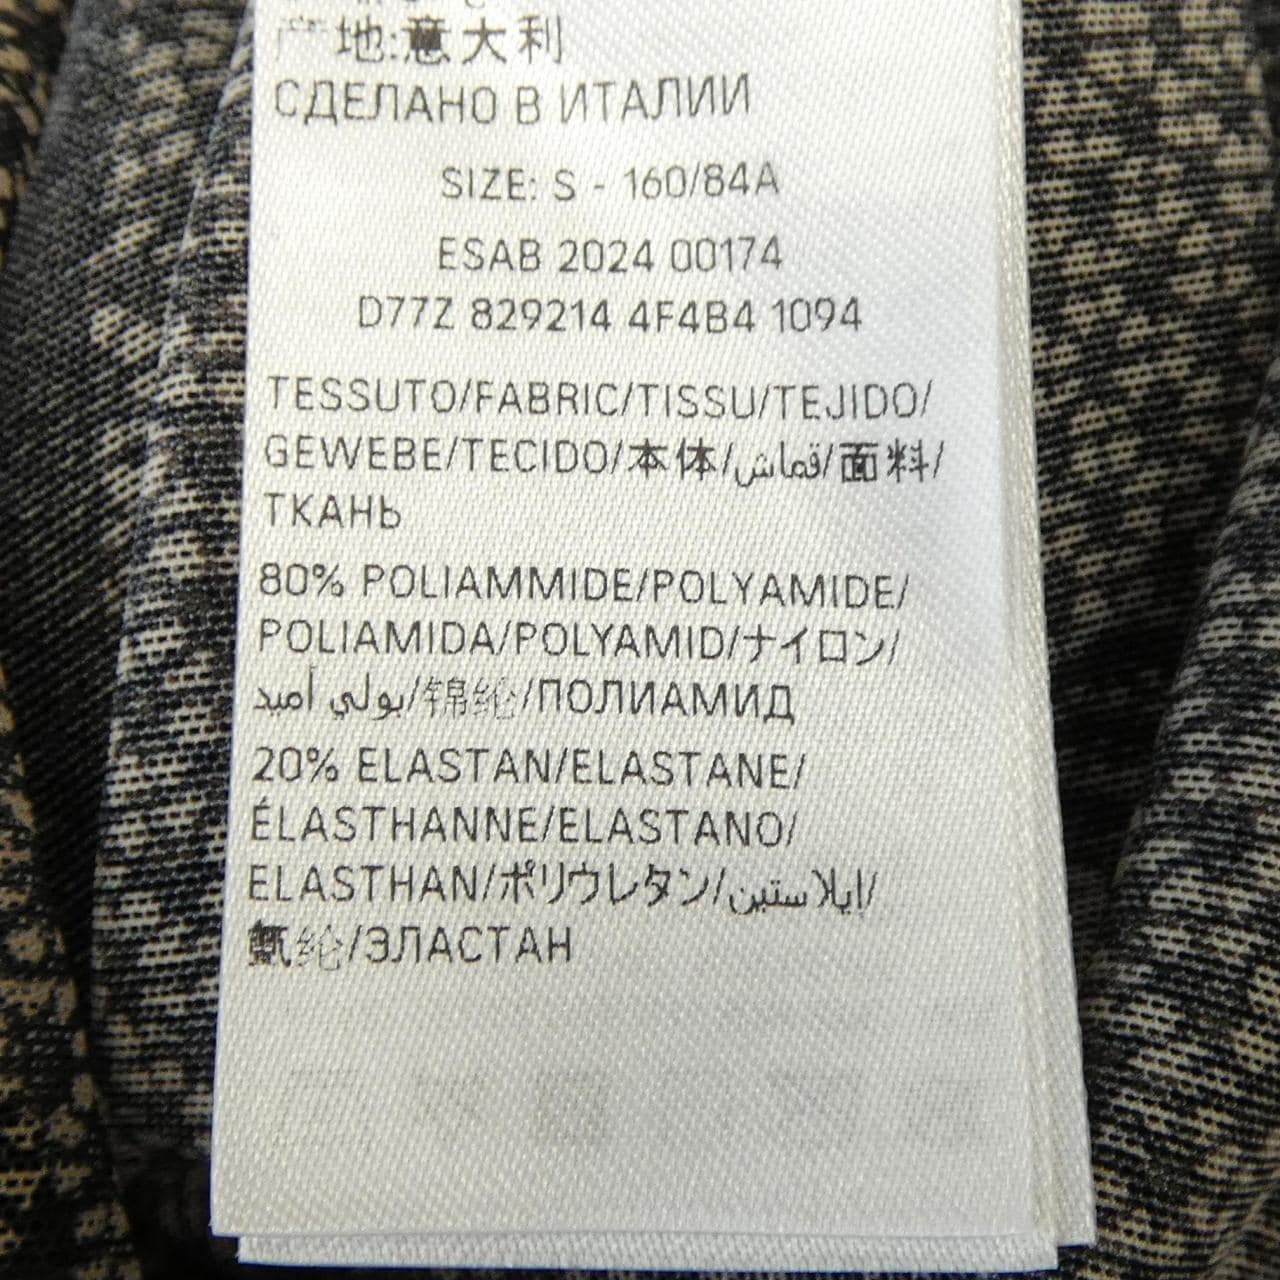 产地:意大利
СДЕЛАНО В ИТАЛИИ
SIZE: S - 160/84A
ESAB 2024 00174
D77Z 829214 4F4B4 1094
TESSUTO/FABRIC/TISSU/TEJIDO/
GEWEBE/TECIDO/本体/قماش/面料/
ТКАНЬ
80% POLIAMMIDE/POLYAMIDE/
POLIAMIDA/POLYAMID/ナイロン/
بولي أميد/锦纶/ПОЛИАМИД
20% ELASTAN/ELASTANE/
ÉLASTHANNE/ELASTANO/
ELASTHAN/ポリウレタン/إيلاستين/
氨纶/ЭЛАСТАН